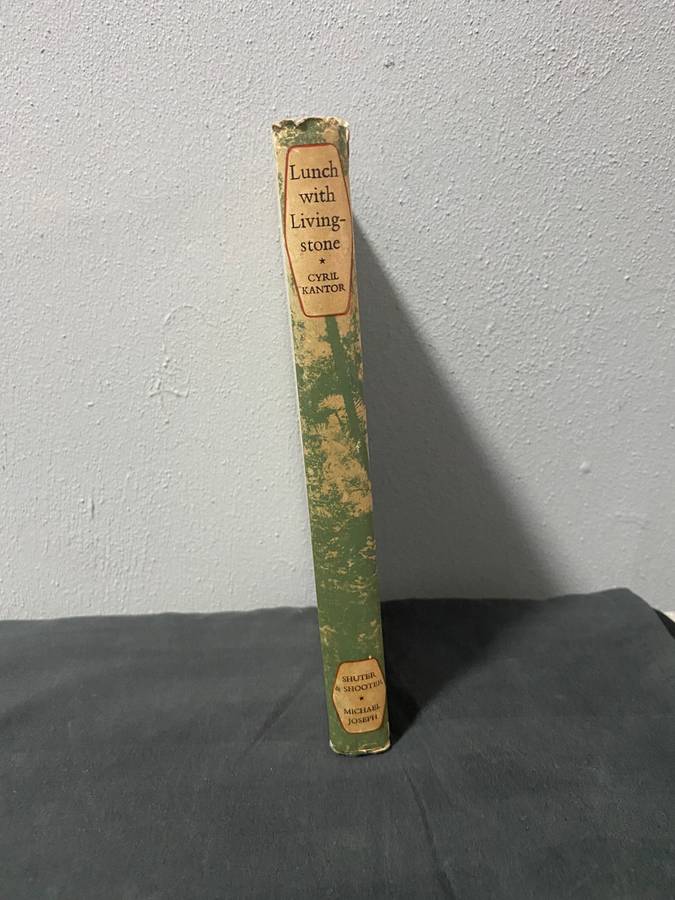 Lunch
with
Living-
stone
*
CYRIL
KANTOR
SHUTER
& SHOOTER
*
MICHAEL
JOSEPH